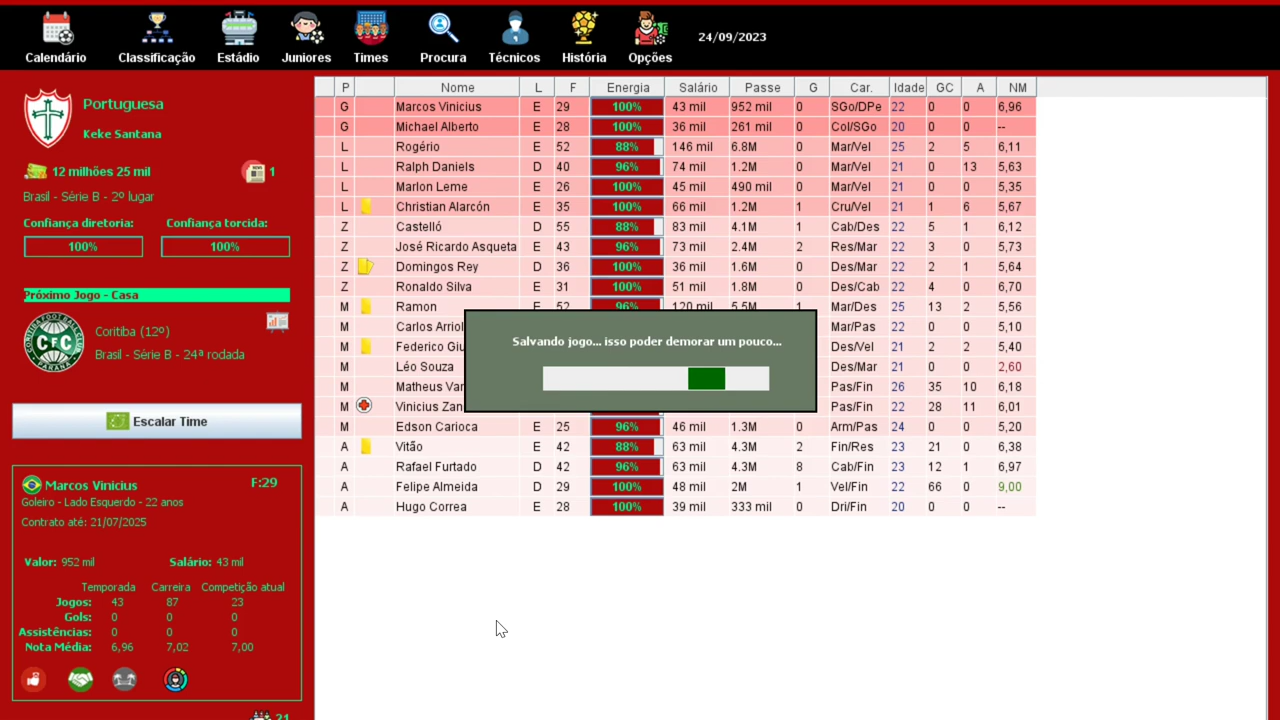 Calendário Classificação Estádio Juniores Times Procura Técnicos História Opções 24/09/2023
Portuguesa
Keke Santana
12 milhões 25 mil 1
Brasil - Série B - 2º lugar
Confiança diretoria: Confiança torcida:
100% 100%
Próximo Jogo - Casa
Coritiba (12º)
Brasil - Série B - 24ª rodada
Escalar Time
Marcos Vinicius F:29
Goleiro - Lado Esquerdo - 22 anos
Contrato até: 21/07/2025
Valor: 952 mil Salário: 43 mil
Temporada Carreira Competição atual
Jogos: 43 87 23
Gols: 0 0 0
Assistências: 0 0 0
Nota Média: 6,96 7,02 7,00
21
P Nome L F Energia Salário Passe G Car. Idade GC A NM
G Marcos Vinicius E 29 100% 43 mil 952 mil 0 SGo/DPe 22 0 0 6,96
G Michael Alberto E 28 100% 36 mil 261 mil 0 Col/SGo 20 0 0 --
L Rogério E 52 88% 146 mil 6.8M 0 Mar/Vel 25 2 5 6,11
L Ralph Daniels D 40 96% 74 mil 1.2M 0 Mar/Vel 21 0 13 5,63
L Marlon Leme E 26 100% 45 mil 490 mil 0 Mar/Vel 21 0 0 5,35
L Christian Alarcón E 35 100% 66 mil 1.2M 1 Cru/Vel 21 1 6 5,67
Z Castelló D 55 88% 83 mil 4.1M 1 Cab/Des 22 5 1 6,12
Z José Ricardo Asqueta E 43 96% 73 mil 2.4M 2 Res/Mar 22 3 0 5,73
Z Domingos Rey D 36 100% 36 mil 1.6M 0 Des/Mar 22 2 1 5,64
Z Ronaldo Silva E 31 100% 51 mil 1.8M 0 Des/Cab 22 4 0 6,70
M Ramon E 52 96% 120 mil 5.5M 1 Mar/Des 25 13 2 5,56
M Carlos Arriol Mar/Pas 22 0 0 5,10
M Federico Giu Des/Vel 21 2 2 5,40
M Léo Souza Des/Mar 21 0 0 2,60
M Matheus Var Pas/Fin 26 35 10 6,18
M Vinicius Zan Pas/Fin 22 28 11 6,01
M Edson Carioca E 25 96% 46 mil 1.3M 0 Arm/Pas 24 0 0 5,20
A Vitão E 42 88% 63 mil 4.3M 2 Fin/Res 23 21 0 6,38
A Rafael Furtado D 42 96% 63 mil 4.3M 8 Cab/Fin 23 12 1 6,97
A Felipe Almeida D 29 100% 48 mil 2M 1 Vel/Fin 22 66 0 9,00
A Hugo Correa E 28 100% 39 mil 333 mil 0 Dri/Fin 20 0 0 --
Salvando jogo... isso poder demorar um pouco...